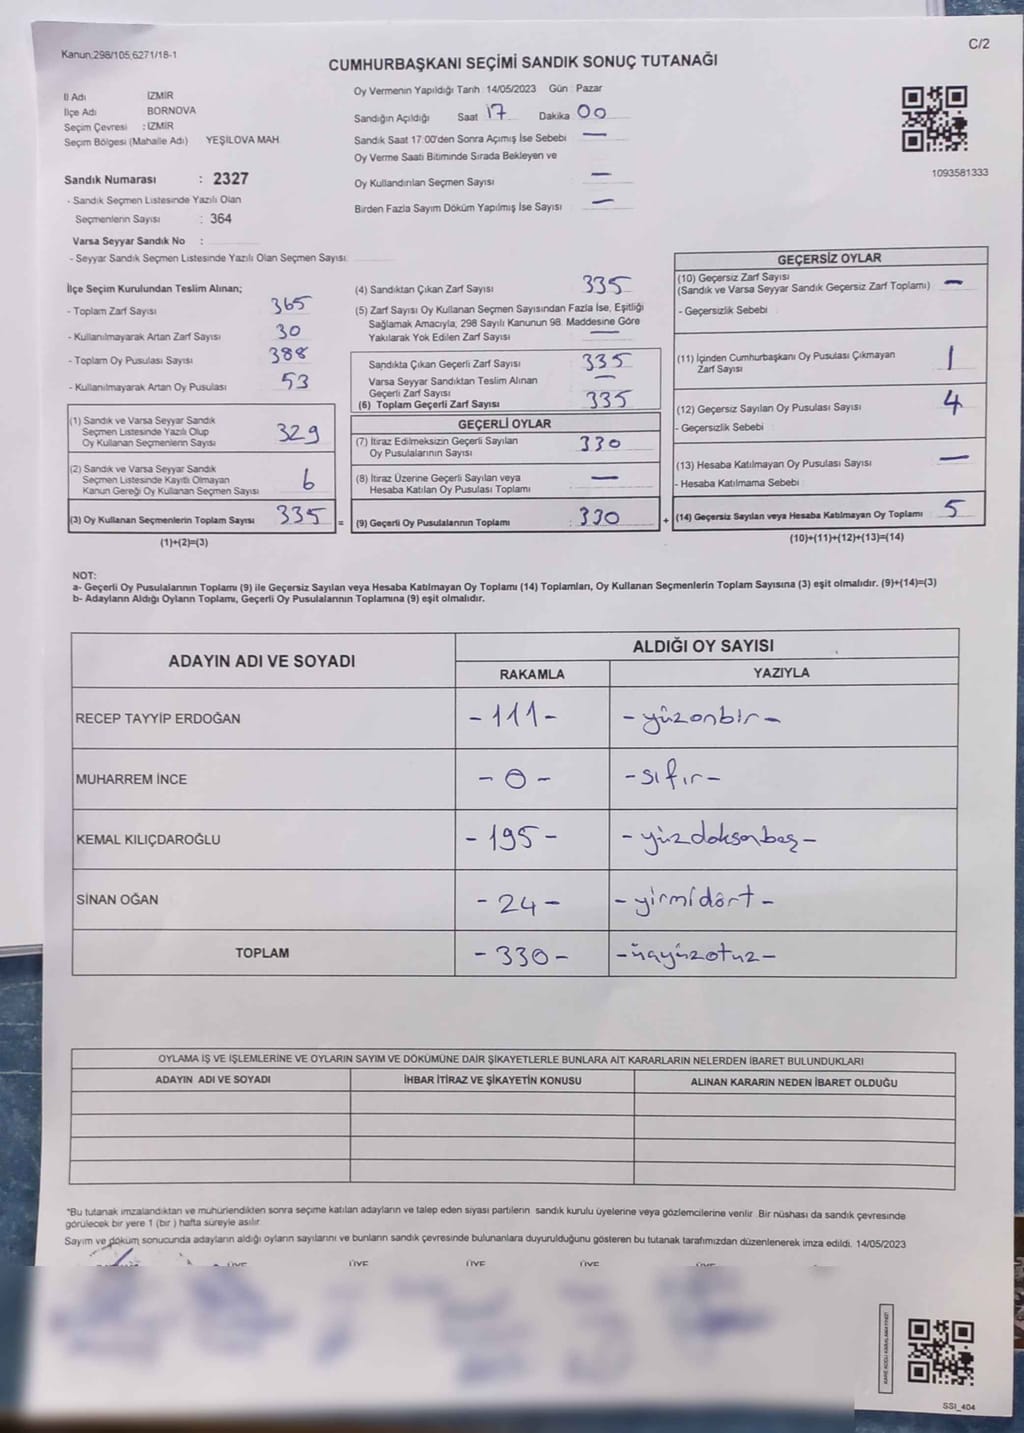 Kanun,298/105,6271/18-1
C/2
CUMHURBAŞKANI SEÇİMİ SANDIK SONUÇ TUTANAĞI
İl Adı İZMİR
İlçe Adı BORNOVA
Seçim Çevresi : İZMİR
Seçim Bölgesi (Mahalle Adı) YEŞİLOVA MAH
Sandık Numarası : 2327
- Sandık Seçmen Listesinde Yazılı Olan
Seçmenlerin Sayısı : 364
Varsa Seyyar Sandık No :
- Seyyar Sandık Seçmen Listesinde Yazılı Olan Seçmen Sayısı:
Oy Vermenin Yapıldığı Tarih :14/05/2023 Gün : Pazar
Sandığın Açıldığı Saat 17 Dakika 00
Sandık Saat 17:00'den Sonra Açımış İse Sebebi —
Oy Verme Saati Bitiminde Sırada Bekleyen ve
Oy Kullandırılan Seçmen Sayısı —
Birden Fazla Sayım Döküm Yapılmış İse Sayısı —
1093581333
İlçe Seçim Kurulundan Teslim Alınan;
- Toplam Zarf Sayısı 365
- Kullanılmayarak Artan Zarf Sayısı 30
- Toplam Oy Pusulası Sayısı 388
- Kullanılmayarak Artan Oy Pusulası 53
(1) Sandık ve Varsa Seyyar Sandık
Seçmen Listesinde Yazılı Olup
Oy Kullanan Seçmenlerin Sayısı 329
(2) Sandık ve Varsa Seyyar Sandık
Seçmen Listesinde Kayıtlı Olmayan
Kanun Gereği Oy Kullanan Seçmen Sayısı 6
(3) Oy Kullanan Seçmenlerin Toplam Sayısı 335 =
(1)+(2)=(3)
(4) Sandıktan Çıkan Zarf Sayısı 335
(5) Zarf Sayısı Oy Kullanan Seçmen Sayısından Fazla İse, Eşitliği
Sağlamak Amacıyla, 298 Sayılı Kanunun 98. Maddesine Göre
Yakılarak Yok Edilen Zarf Sayısı —
Sandıkta Çıkan Geçerli Zarf Sayısı 335
Varsa Seyyar Sandıktan Teslim Alınan
Geçerli Zarf Sayısı —
(6) Toplam Geçerli Zarf Sayısı 335
GEÇERLİ OYLAR
(7) İtiraz Edilmeksizin Geçerli Sayılan
Oy Pusulalarının Sayısı 330
(8) İtiraz Üzerine Geçerli Sayılan veya
Hesaba Katılan Oy Pusulası Toplamı —
(9) Geçerli Oy Pusulalarının Toplamı : 330 +
GEÇERSİZ OYLAR
(10) Geçersiz Zarf Sayısı
(Sandık ve Varsa Seyyar Sandık Geçersiz Zarf Toplamı) —
- Geçersizlik Sebebi
(11) İçinden Cumhurbaşkanı Oy Pusulası Çıkmayan
Zarf Sayısı 1
(12) Geçersiz Sayılan Oy Pusulası Sayısı 4
- Geçersizlik Sebebi
(13) Hesaba Katılmayan Oy Pusulası Sayısı —
- Hesaba Katılmama Sebebi
(14) Geçersiz Sayılan veya Hesaba Katılmayan Oy Toplamı 5
(10)+(11)+(12)+(13)=(14)
NOT:
a- Geçerli Oy Pusulalarının Toplamı (9) ile Geçersiz Sayılan veya Hesaba Katılmayan Oy Toplamı (14) Toplamları, Oy Kullanan Seçmenlerin Toplam Sayısına (3) eşit olmalıdır. (9)+(14)=(3)
b- Adayların Aldığı Oyların Toplamı, Geçerli Oy Pusulalarının Toplamına (9) eşit olmalıdır.
ADAYIN ADI VE SOYADI
ALDIĞI OY SAYISI
RAKAMLA YAZIYLA
RECEP TAYYİP ERDOĞAN -111- -yüzonbir-
MUHARREM İNCE -0- -sıfır-
KEMAL KILIÇDAROĞLU -195- -yüzdoksanbeş-
SİNAN OĞAN -24- -yirmidört-
TOPLAM -330- -üçyüzotuz-
OYLAMA İŞ VE İŞLEMLERİNE VE OYLARIN SAYIM VE DÖKÜMÜNE DAİR ŞİKAYETLERLE BUNLARA AİT KARARLARIN NELERDEN İBARET BULUNDUKLARI
ADAYIN ADI VE SOYADI İHBAR İTİRAZ VE ŞİKAYETİN KONUSU ALINAN KARARIN NEDEN İBARET OLDUĞU
*Bu tutanak imzalandıktan ve mühürlendikten sonra seçime katılan adayların ve talep eden siyasi partilerin sandık kurulu üyelerine veya gözlemcilerine verilir. Bir nüshası da sandık çevresinde
görülecek bir yere 1 (bir ) hafta süreyle asılır.
Sayım ve döküm sonucunda adayların aldığı oyların sayılarını ve bunların sandık çevresinde bulunanlara duyurulduğunu gösteren bu tutanak tarafımızdan düzenlenerek imza edildi. 14/05/2023
ÜYE ÜYE ÜYE ÜYE ÜYE
KARE KODU KARALAMAYINIZ!
SSI_404